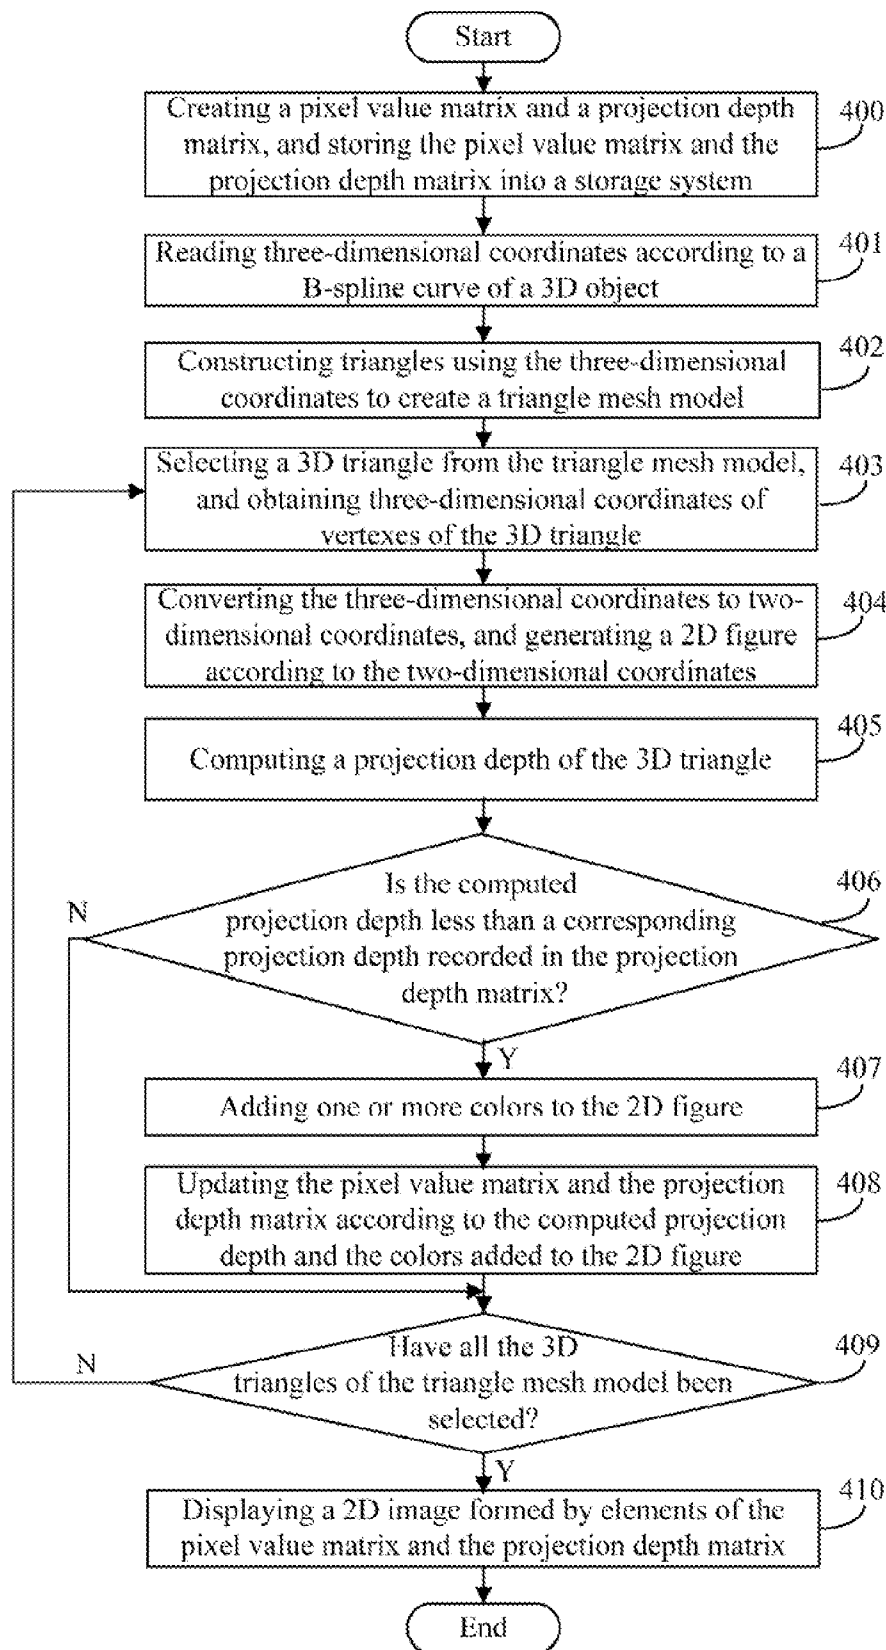 Start
Creating a pixel value matrix and a projection depth
matrix, and storing the pixel value matrix and the
projection depth matrix into a storage system
400
Reading three-dimensional coordinates according to a
B-spline curve of a 3D object
401
Constructing triangles using the three-dimensional
coordinates to create a triangle mesh model
402
Selecting a 3D triangle from the triangle mesh model,
and obtaining three-dimensional coordinates of
vertexes of the 3D triangle
403
Converting the three-dimensional coordinates to two-
dimensional coordinates, and generating a 2D figure
according to the two-dimensional coordinates
404
Computing a projection depth of the 3D triangle
405
Is the computed
projection depth less than a corresponding
projection depth recorded in the projection
depth matrix?
406
N
Y
Adding one or more colors to the 2D figure
407
Updating the pixel value matrix and the projection
depth matrix according to the computed projection
depth and the colors added to the 2D figure
408
Have all the 3D
triangles of the triangle mesh model been
selected?
409
N
Y
Displaying a 2D image formed by elements of the
pixel value matrix and the projection depth matrix
410
End